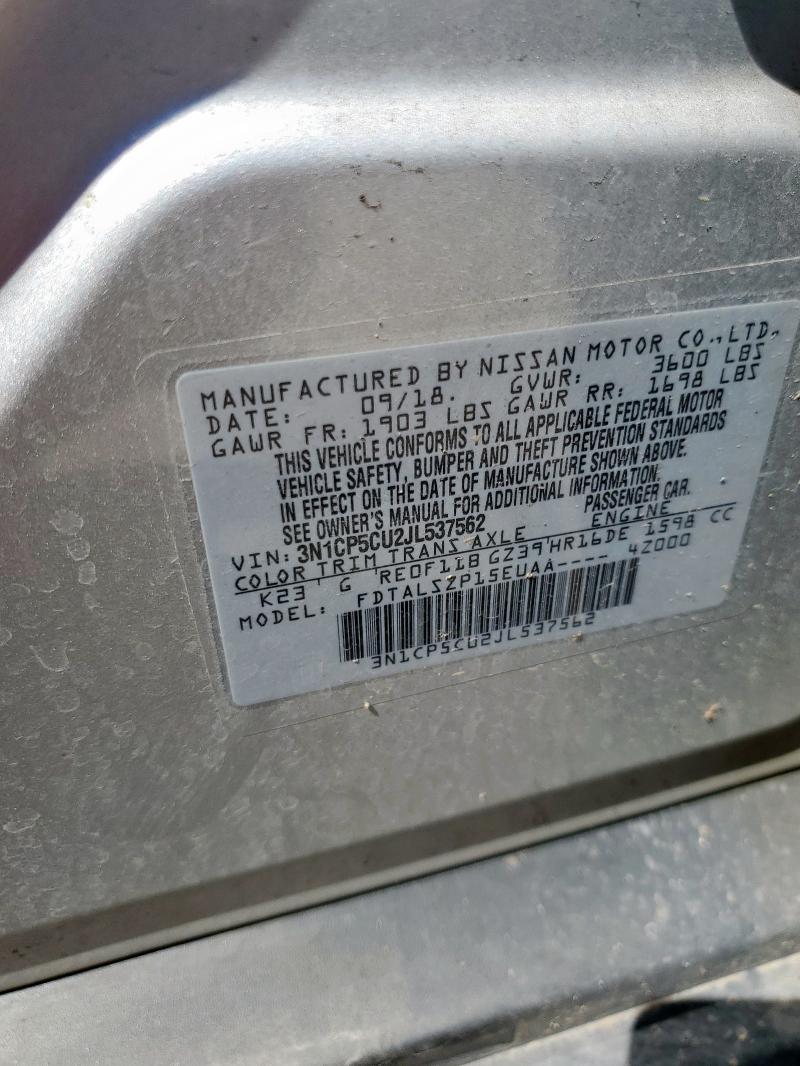 MANUFACTURED BY NISSAN MOTOR CO.,LTD.
DATE: 09/18. GVWR: 3600 LBS
GAWR FR: 1903 LBS GAWR RR: 1698 LBS
THIS VEHICLE CONFORMS TO ALL APPLICABLE FEDERAL MOTOR
VEHICLE SAFETY, BUMPER AND THEFT PREVENTION STANDARDS
IN EFFECT ON THE DATE OF MANUFACTURE SHOWN ABOVE.
SEE OWNER'S MANUAL FOR ADDITIONAL INFORMATION.
VIN: 3N1CP5CU2JL537562 PASSENGER CAR.
COLOR TRIM TRANS AXLE ENGINE
K23 ' G 'RE0F11B GZ39'HR16DE 1598 CC
MODEL: FDTALSZP15EUAA---- 4Z000
3N1CP5CU2JL537562